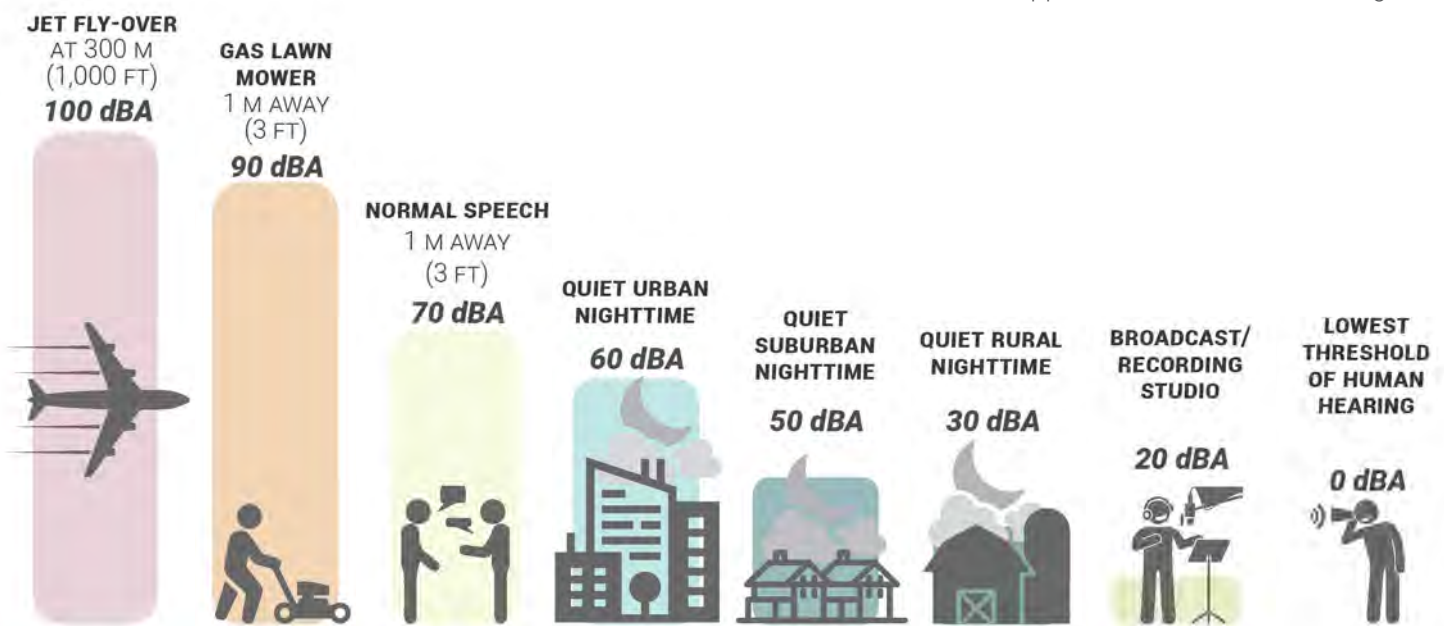 JET FLY-OVER
AT 300 M
(1,000 FT)
100 dBA
GAS LAWN
MOWER
1 M AWAY
(3 FT)
90 dBA
NORMAL SPEECH
1 M AWAY
(3 FT)
70 dBA
QUIET URBAN
NIGHTTIME
60 dBA
QUIET
SUBURBAN
NIGHTTIME
50 dBA
QUIET RURAL
NIGHTTIME
30 dBA
BROADCAST/
RECORDING
STUDIO
20 dBA
LOWEST
THRESHOLD
OF HUMAN
HEARING
0 dBA